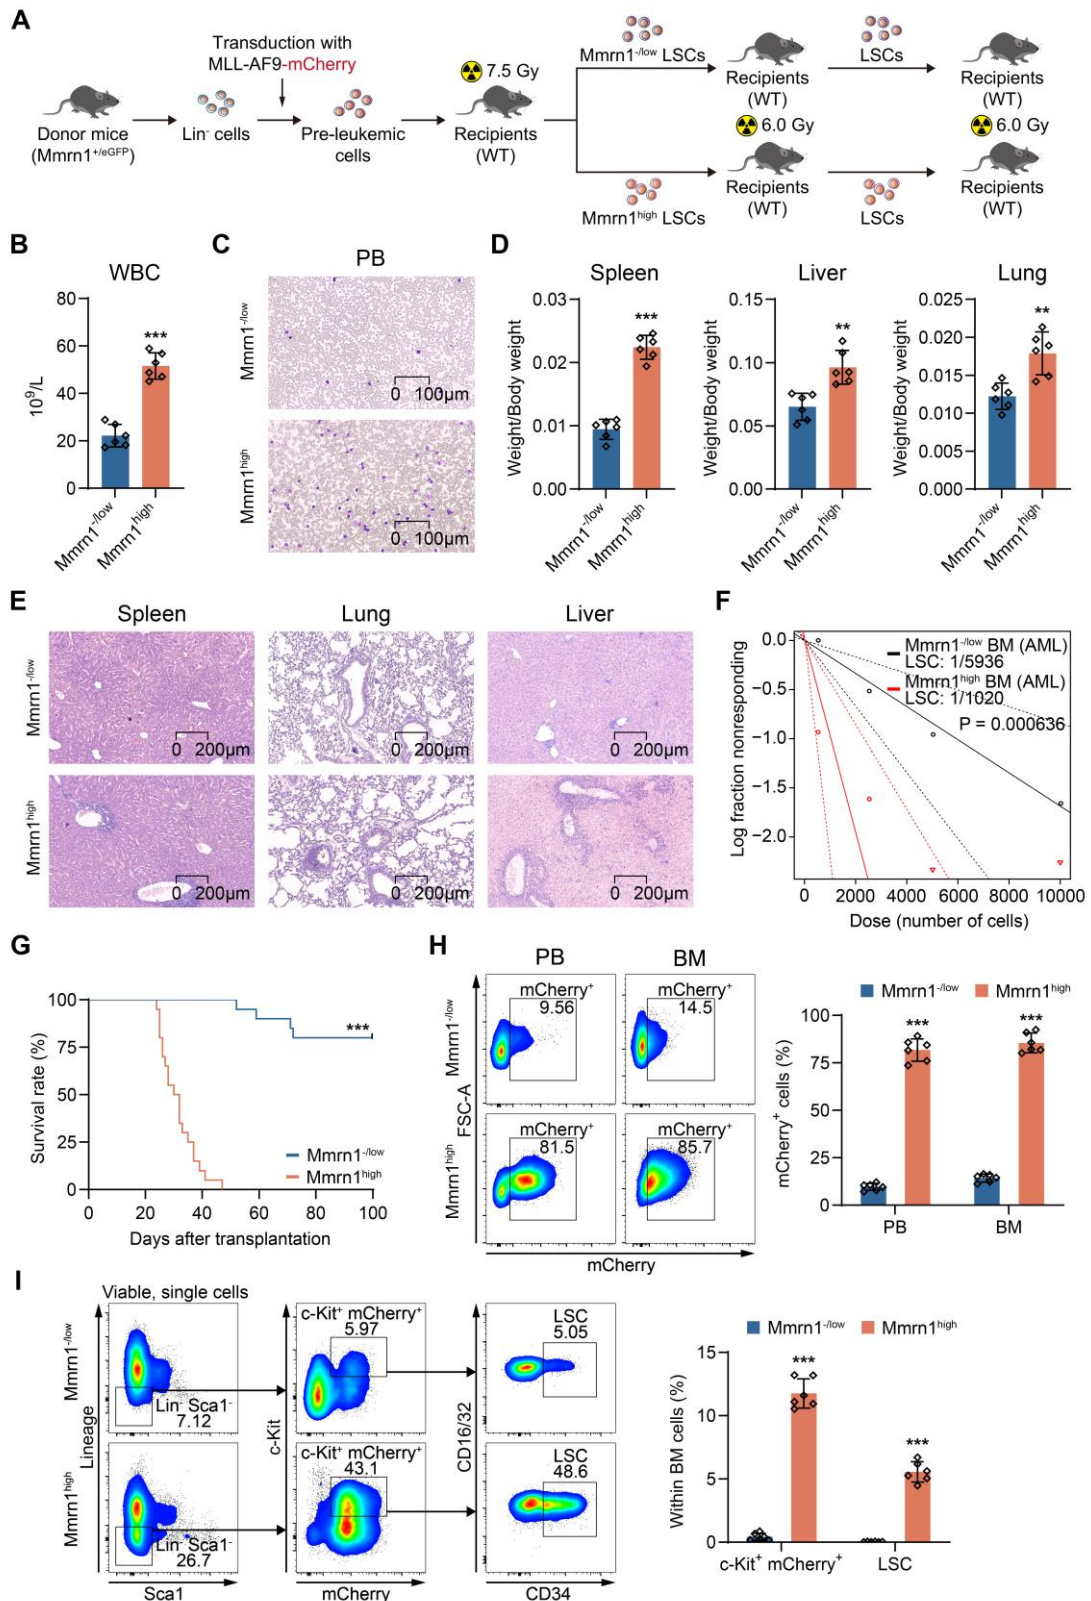 A
Transduction with
MLL-AF9-mCherry
7.5 Gy
Donor mice
(Mmrn1+/eGFP)
Lin- cells
Pre-leukemic
cells
Recipients
(WT)
Mmrn1-/low LSCs
Recipients
(WT)
LSCs
Recipients
(WT)
6.0 Gy
6.0 Gy
Mmrn1high LSCs
Recipients
(WT)
LSCs
Recipients
(WT)
B
WBC
10⁹/L
80
60
40
20
0
***
Mmrn1-/low
Mmrn1high
C
PB
Mmrn1-/low
0 100μm
Mmrn1high
0 100μm
D
Spleen
Weight/Body weight
0.03
0.02
0.01
0.00
***
Mmrn1-/low
Mmrn1high
Liver
Weight/Body weight
0.15
0.10
0.05
0.00
**
Mmrn1-/low
Mmrn1high
Lung
Weight/Body weight
0.025
0.020
0.015
0.010
0.005
0.000
**
Mmrn1-/low
Mmrn1high
E
Spleen Lung Liver
Mmrn1-/low
0 200μm
0 200μm
0 200μm
Mmrn1high
0 200μm
0 200μm
0 200μm
F
Log fraction nonresponding
0.0
−0.5
−1.0
−1.5
−2.0
Mmrn1-/low BM (AML)
LSC: 1/5936
Mmrn1high BM (AML)
LSC: 1/1020
P = 0.000636
0 2000 4000 6000 8000 10000
Dose (number of cells)
G
Survival rate (%)
100
75
50
25
0
***
Mmrn1-/low
Mmrn1high
0 20 40 60 80 100
Days after transplantation
H
PB BM
Mmrn1-/low
mCherry+
9.56
mCherry+
14.5
FSC-A
Mmrn1high
mCherry+
81.5
mCherry+
85.7
mCherry
Mmrn1-/low Mmrn1high
mCherry+ cells (%)
100
75
50
25
0
*** ***
PB BM
I
Viable, single cells
Mmrn1-/low
Lin- Sca1-
7.12
c-Kit+ mCherry+
5.97
LSC
5.05
Lineage
c-Kit
CD16/32
Mmrn1high
Lin- Sca1-
26.7
c-Kit+ mCherry+
43.1
LSC
48.6
Sca1
mCherry
CD34
Mmrn1-/low Mmrn1high
Within BM cells (%)
15
10
5
0
***
***
c-Kit+ mCherry+ LSC